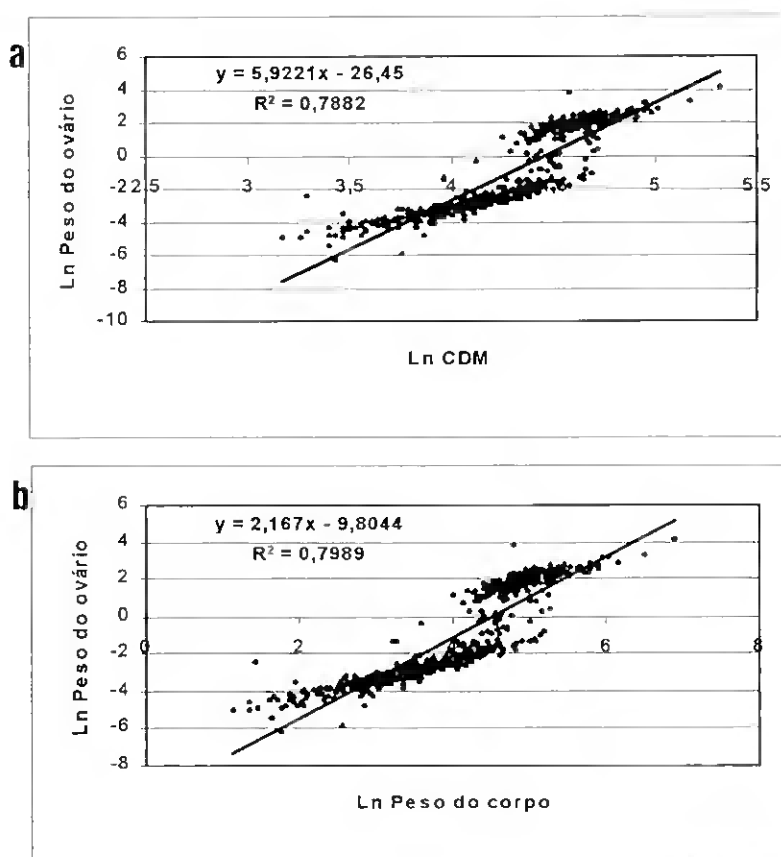 a
6
y = 5,9221x - 26,45
R² = 0,7882
4
2
0
-2
2,5
3
3,5
4
4,5
5
5,5
-4
-6
-8
-10
Ln Peso do ovário
Ln CDM
b
6
y = 2,167x - 9,8044
R² = 0,7989
4
2
0
0
2
4
6
8
-2
-4
-6
-8
Ln Peso do ovário
Ln Peso do corpo